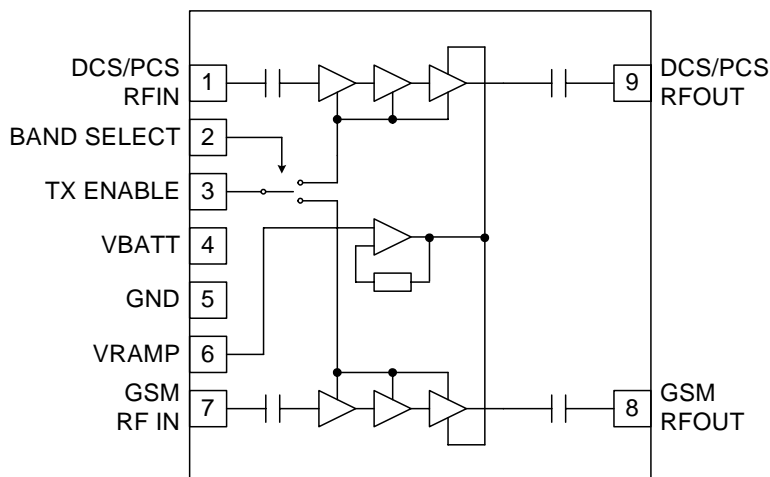 DCS/PCS
RFIN
1
BAND SELECT
2
TX ENABLE
3
VBATT
4
GND
5
VRAMP
6
GSM
RF IN
7
9
DCS/PCS
RFOUT
8
GSM
RFOUT